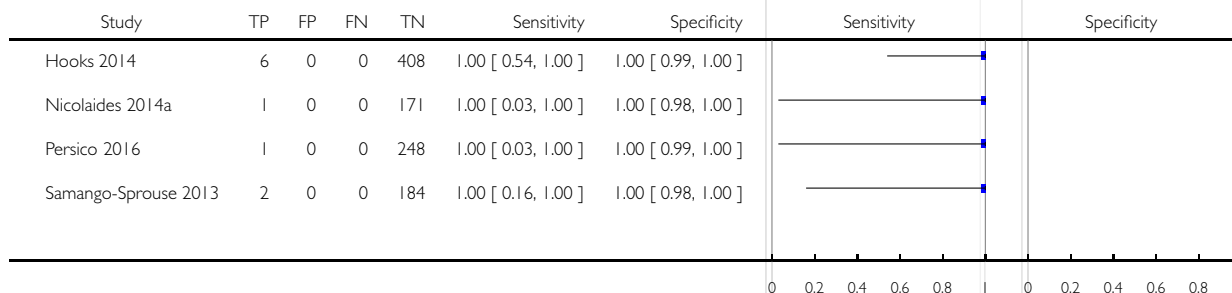 Study TP FP FN TN Sensitivity Specificity Sensitivity Specificity
Hooks 2014 6 0 0 408 1.00 [ 0.54, 1.00 ] 1.00 [ 0.99, 1.00 ]
Nicolaides 2014a 1 0 0 171 1.00 [ 0.03, 1.00 ] 1.00 [ 0.98, 1.00 ]
Persico 2016 1 0 0 248 1.00 [ 0.03, 1.00 ] 1.00 [ 0.99, 1.00 ]
Samango-Sprouse 2013 2 0 0 184 1.00 [ 0.16, 1.00 ] 1.00 [ 0.98, 1.00 ]
0 0.2 0.4 0.6 0.8 1 0 0.2 0.4 0.6 0.8